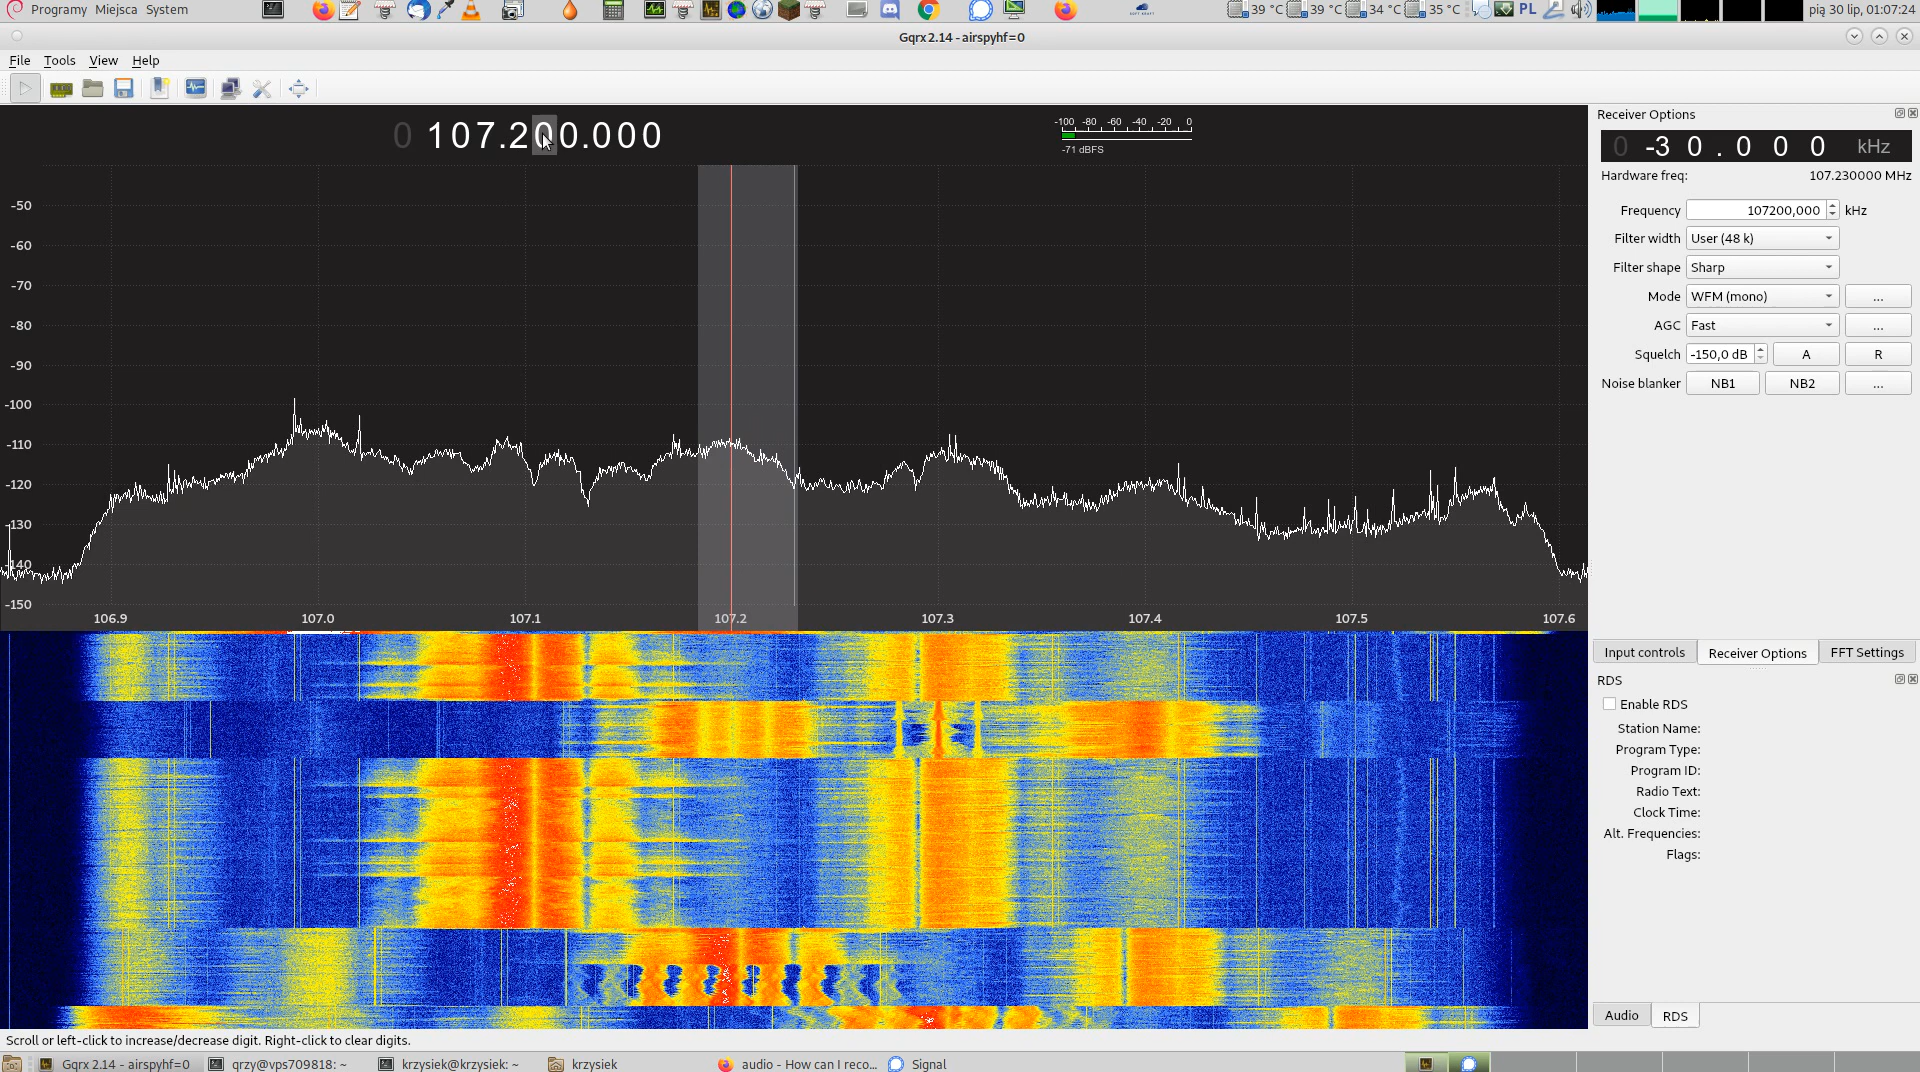 Programy Miejsca System
39 °C 39 °C 34 °C 35 °C PL pią 30 lip, 01:07:24
Gqrx 2.14 - airspyhf=0
File Tools View Help
0 107.200.000
-100 -80 -60 -40 -20 0
-71 dBFS
-50
-60
-70
-80
-90
-100
-110
-120
-130
-140
-150
106.9 107.0 107.1 107.2 107.3 107.4 107.5 107.6
Receiver Options
0 -30.000 kHz
Hardware freq: 107.230000 MHz
Frequency 107200,000 kHz
Filter width User (48 k)
Filter shape Sharp
Mode WFM (mono) ...
AGC Fast ...
Squelch -150,0 dB A R
Noise blanker NB1 NB2 ...
Input controls Receiver Options FFT Settings
RDS
Enable RDS
Station Name:
Program Type:
Program ID:
Radio Text:
Clock Time:
Alt. Frequencies:
Flags:
Audio RDS
Scroll or left-click to increase/decrease digit. Right-click to clear digits.
Gqrx 2.14 - airspyhf=0 qrzy@vps709818: ~ krzysiek@krzysiek: ~ krzysiek audio - How can I reco... Signal